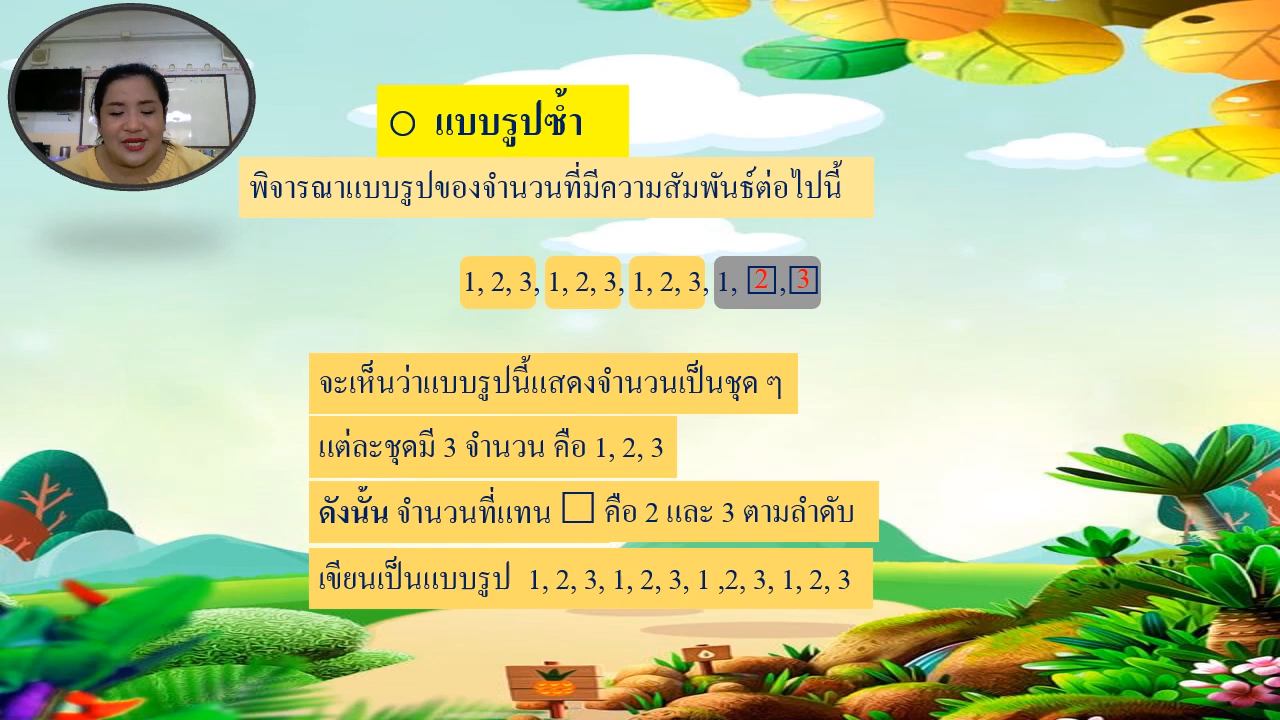 ○ แบบรูปซ้ำ
พิจารณาแบบรูปของจำนวนที่มีความสัมพันธ์ต่อไปนี้
1, 2, 3, 1, 2, 3, 1, 2, 3, 1, 2, 3
จะเห็นว่าแบบรูปนี้แสดงจำนวนเป็นชุด ๆ
แต่ละชุดมี 3 จำนวน คือ 1, 2, 3
ดังนั้น จำนวนที่แทน □ คือ 2 และ 3 ตามลำดับ
เขียนเป็นแบบรูป 1, 2, 3, 1, 2, 3, 1 ,2, 3, 1, 2, 3